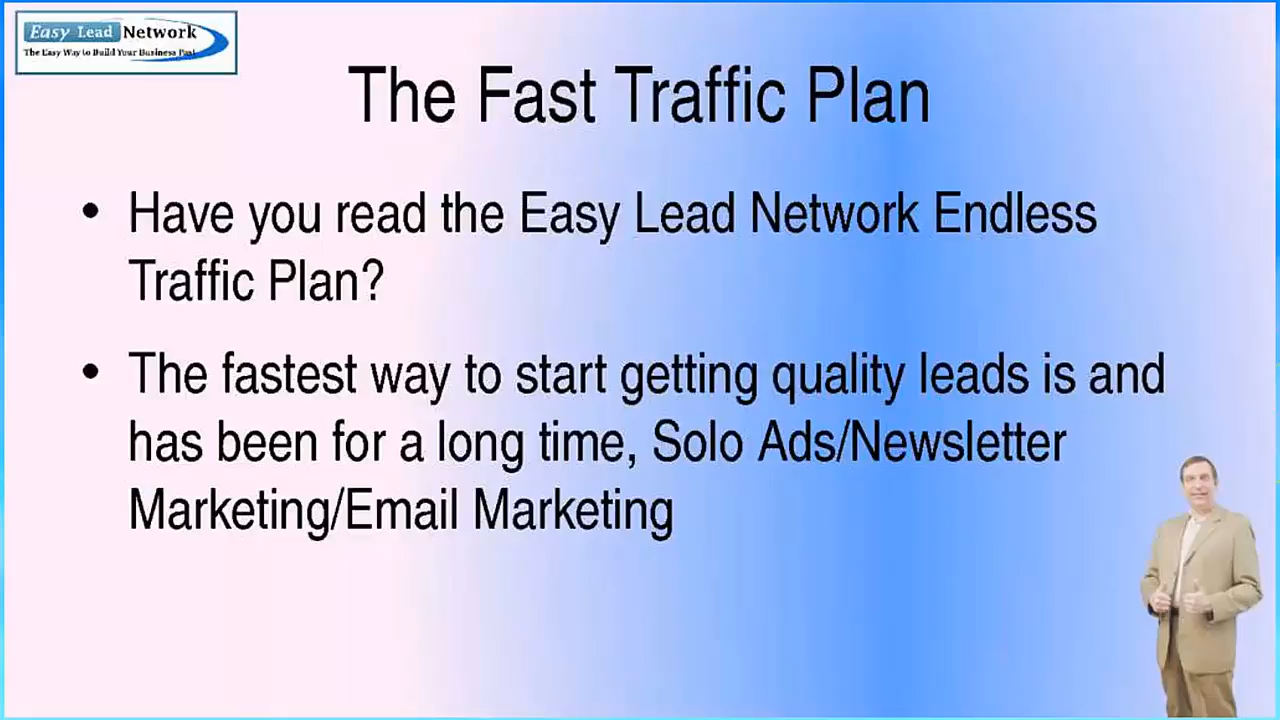 Easy Lead Network
The Easy Way to Build Your Business Fast
The Fast Traffic Plan
• Have you read the Easy Lead Network Endless
Traffic Plan?
• The fastest way to start getting quality leads is and
has been for a long time, Solo Ads/Newsletter
Marketing/Email Marketing